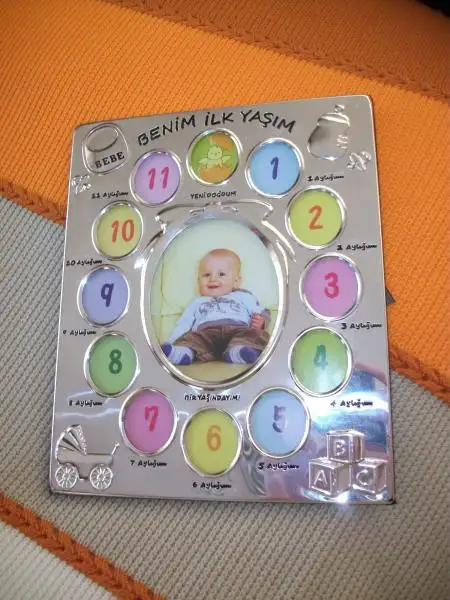 BENİM İLK YAŞIM
BEBE
YENİ DOĞDUM
1
1 Aylığım
2
2 Aylığım
3
3 Aylığım
4
4 Aylığım
5
5 Aylığım
6
6 Aylığım
7
7 Aylığım
8
8 Aylığım
9
9 Aylığım
10
10 Aylığım
11
11 Aylığım
BİR YAŞINDAYIM!
B
A C